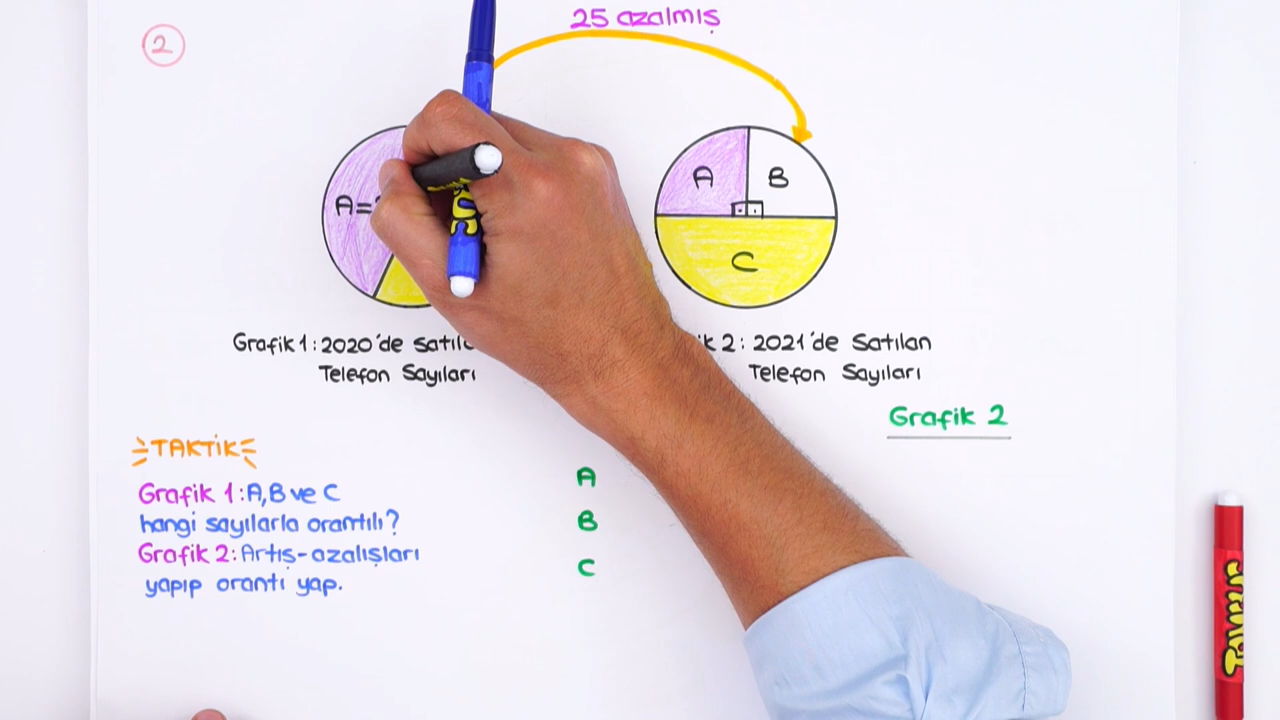 2
25 azalmış
A=
A
B
C
Grafik 1: 2020'de
Telefon Sayıları
2: 2021'de Satılan
Telefon Sayıları
Grafik 2
TAKTİK
Grafik 1: A,B ve C
hangi sayılarla orantılı?
Grafik 2: Artış-azalışları
yapıp orantı yap.
A
B
C